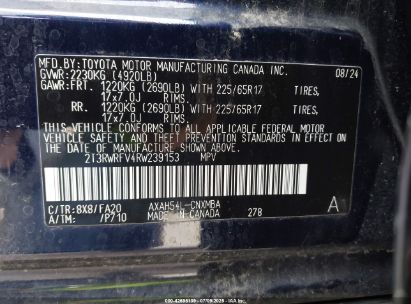 MFD. BY:TOYOTA MOTOR MANUFACTURING CANADA INC. 08/24
GVWR:2230KG (4920LB)
GAWR:FRT. 1220KG (2690LB) WITH 225/65R17
17x7.0J RIMS.
RR. 1220KG (2690LB) WITH 225/65R17
17x7.0J RIMS.
THIS VEHICLE CONFORMS TO ALL APPLICABLE FEDERAL MOTOR
VEHICLE SAFETY AND THEFT PREVENTION STANDARDS IN
EFFECT ON THE DATE OF MANUFACTURE SHOWN ABOVE.
2T3RWRFV4RW239153 MPV
C/TR: 8X8/FA20 AXAH54L-CNXMBA
A/TM: /P710 MADE IN CANADA 278 A